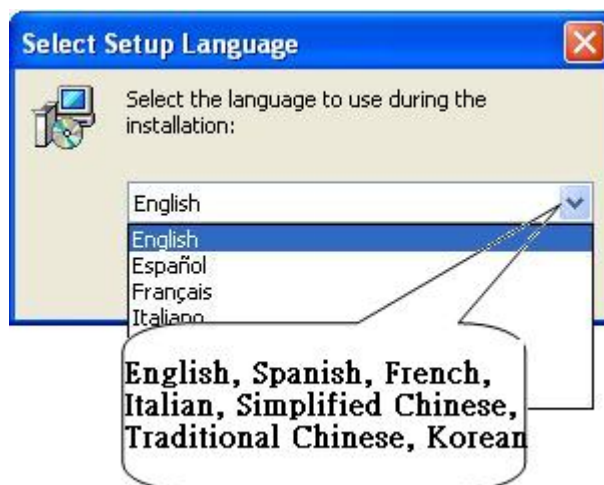 Select Setup Language
Select the language to use during the
installation:
English
English
Español
Français
Italiano
English, Spanish, French,
Italian, Simplified Chinese,
Traditional Chinese, Korean